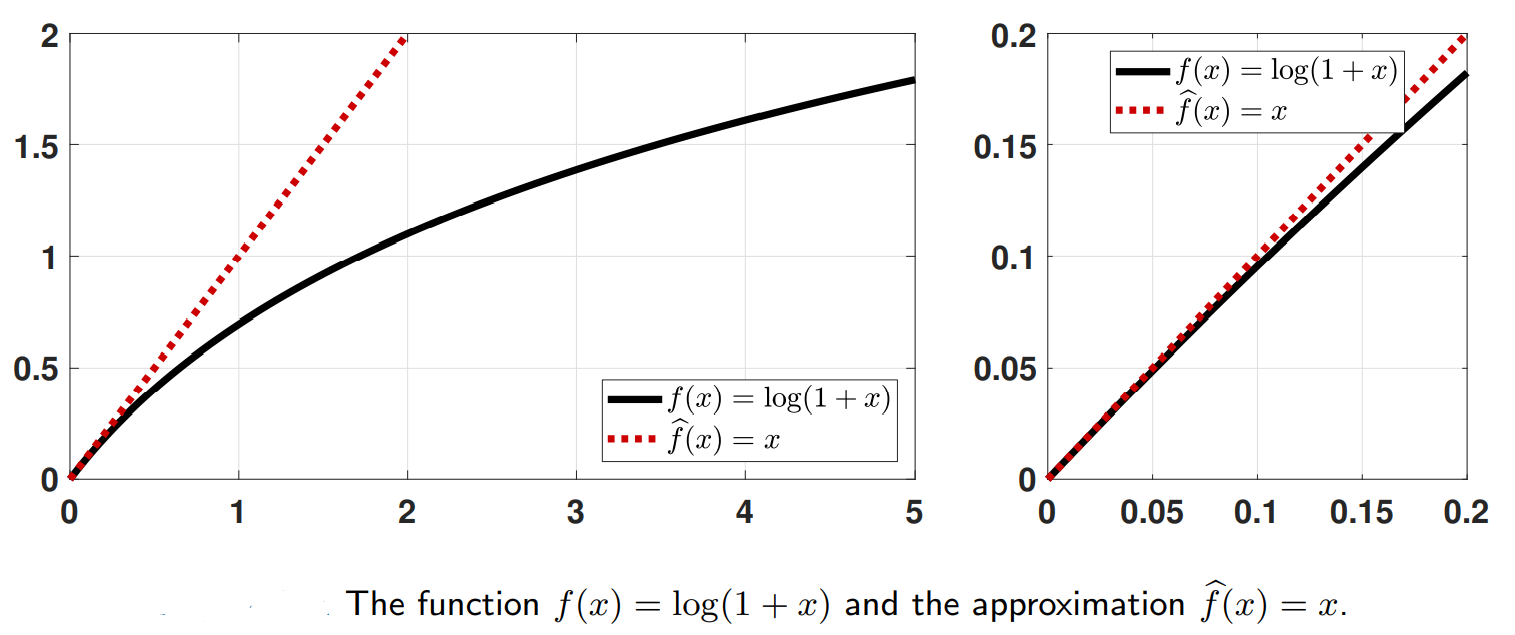 2
1.5
1
0.5
0
0 1 2 3 4 5
f(x) = log(1 + x)
f̂(x) = x
0.2
0.15
0.1
0.05
0
0 0.05 0.1 0.15 0.2
f(x) = log(1 + x)
f̂(x) = x
The function f(x) = log(1 + x) and the approximation f̂(x) = x.